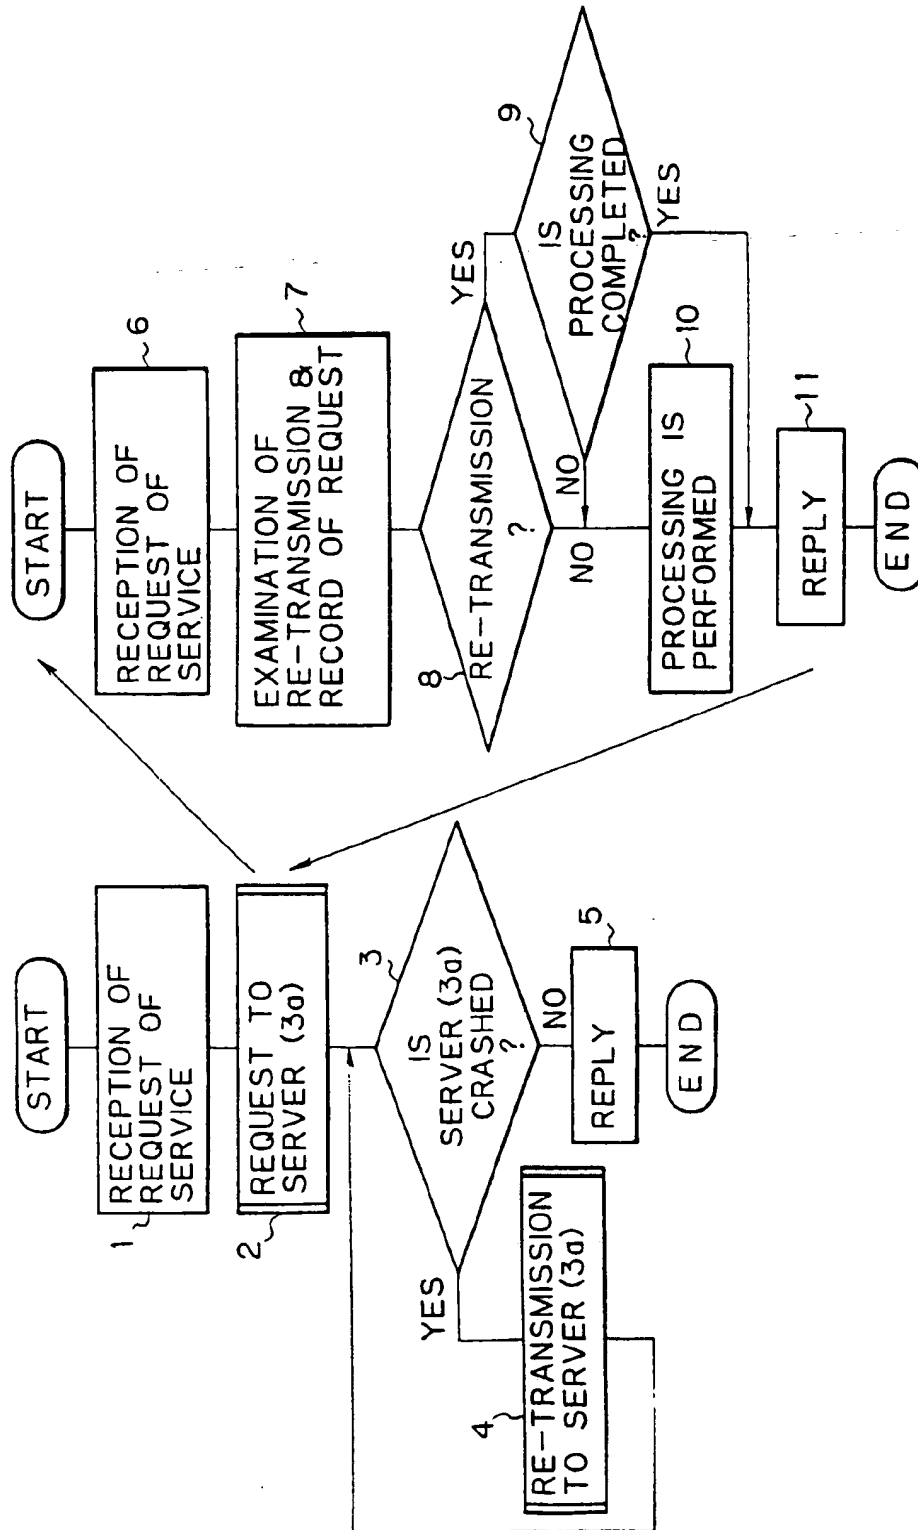 START
RECEPTION OF
REQUEST OF
SERVICE
1
REQUEST TO
SERVER (3a)
2
IS
SERVER (3a)
CRASHED
?
3
YES
NO
RE-TRANSMISSION
TO SERVER (3a)
4
REPLY
5
END
START
RECEPTION OF
REQUEST OF
SERVICE
6
EXAMINATION OF
RE-TRANSMISSION &
RECORD OF REQUEST
7
RE-TRANSMISSION
?
8
YES
NO
IS
PROCESSING
COMPLETED
?
9
NO
YES
PROCESSING IS
PERFORMED
10
REPLY
11
END